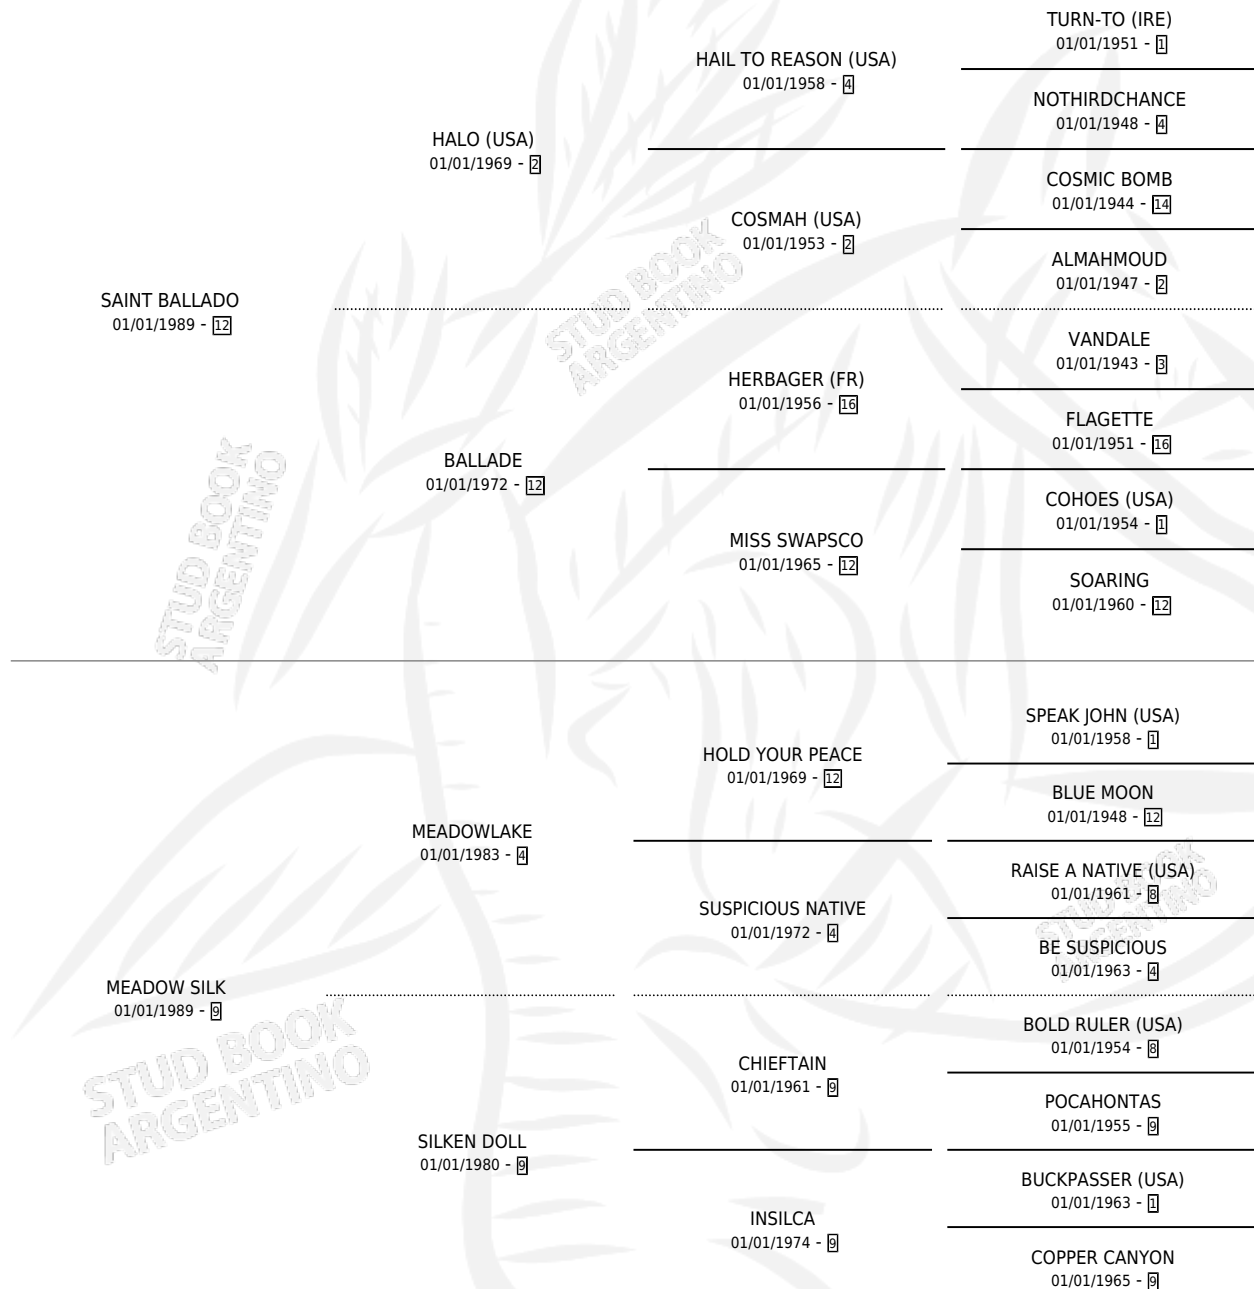 TURN-TO (IRE)
01/01/1951 - 1
HAIL TO REASON (USA)
01/01/1958 - 4
NOTHIRDCHANCE
01/01/1948 - 4
HALO (USA)
01/01/1969 - 2
COSMIC BOMB
01/01/1944 - 14
COSMAH (USA)
01/01/1953 - 2
ALMAHMOUD
01/01/1947 - 2
SAINT BALLADO
01/01/1989 - 12
VANDALE
01/01/1943 - 3
HERBAGER (FR)
01/01/1956 - 16
FLAGETTE
01/01/1951 - 16
BALLADE
01/01/1972 - 12
COHOES (USA)
01/01/1954 - 1
MISS SWAPSCO
01/01/1965 - 12
SOARING
01/01/1960 - 12
SPEAK JOHN (USA)
01/01/1958 - 1
HOLD YOUR PEACE
01/01/1969 - 12
BLUE MOON
01/01/1948 - 12
MEADOWLAKE
01/01/1983 - 4
RAISE A NATIVE (USA)
01/01/1961 - 8
SUSPICIOUS NATIVE
01/01/1972 - 4
BE SUSPICIOUS
01/01/1963 - 4
MEADOW SILK
01/01/1989 - 9
BOLD RULER (USA)
01/01/1954 - 8
CHIEFTAIN
01/01/1961 - 9
POCAHONTAS
01/01/1955 - 9
SILKEN DOLL
01/01/1980 - 9
BUCKPASSER (USA)
01/01/1963 - 1
INSILCA
01/01/1974 - 9
COPPER CANYON
01/01/1965 - 9
STUD BOOK
ARGENTINO
STUD BOOK
ARGENTINO
STUD BOOK
ARGENTINO
STUD BOOK
ARGENTINO